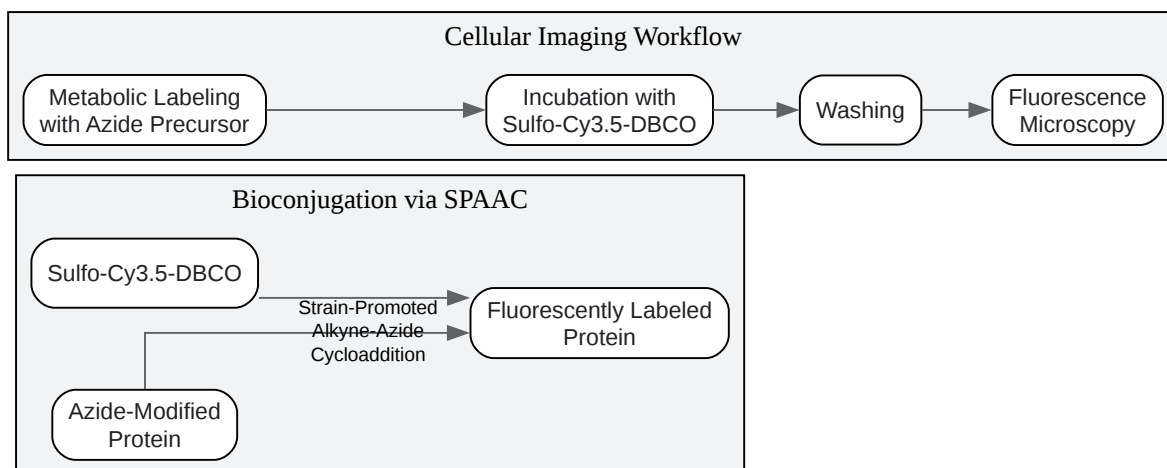 Cellular Imaging Workflow
Metabolic Labeling
with Azide Precursor
Incubation with
Sulfo-Cy3.5-DBCO
Washing
Fluorescence
Microscopy
Bioconjugation via SPAAC
Sulfo-Cy3.5-DBCO
Strain-Promoted
Alkyne-Azide
Cycloaddition
Fluorescently Labeled
Protein
Azide-Modified
Protein